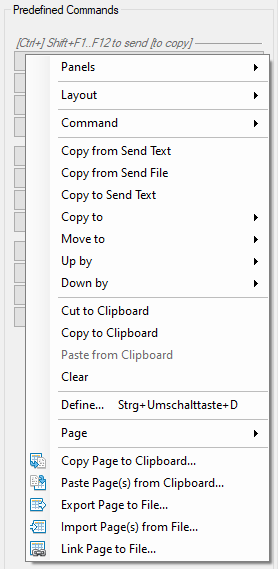 Predefined Commands
[Ctrl+] Shift+F1..F12 to send [to copy]
Panels
Layout
Command
Copy from Send Text
Copy from Send File
Copy to Send Text
Copy to
Move to
Up by
Down by
Cut to Clipboard
Copy to Clipboard
Paste from Clipboard
Clear
Define... Strg+Umschalttaste+D
Page
Copy Page to Clipboard...
Paste Page(s) from Clipboard...
Export Page to File...
Import Page(s) from File...
Link Page to File...